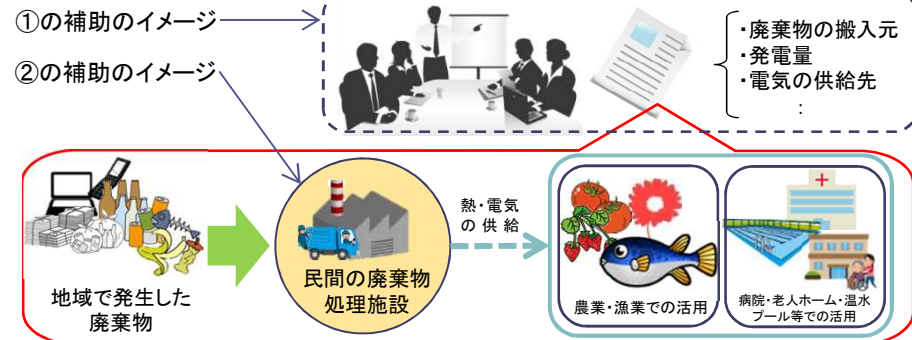 ①の補助のイメージ
②の補助のイメージ
・廃棄物の搬入元
・発電量
・電気の供給先
：
地域で発生した
廃棄物
民間の廃棄物
処理施設
熱・電気
の 供 給
農業・漁業での活用
病院・老人ホーム・温水
プール等での活用